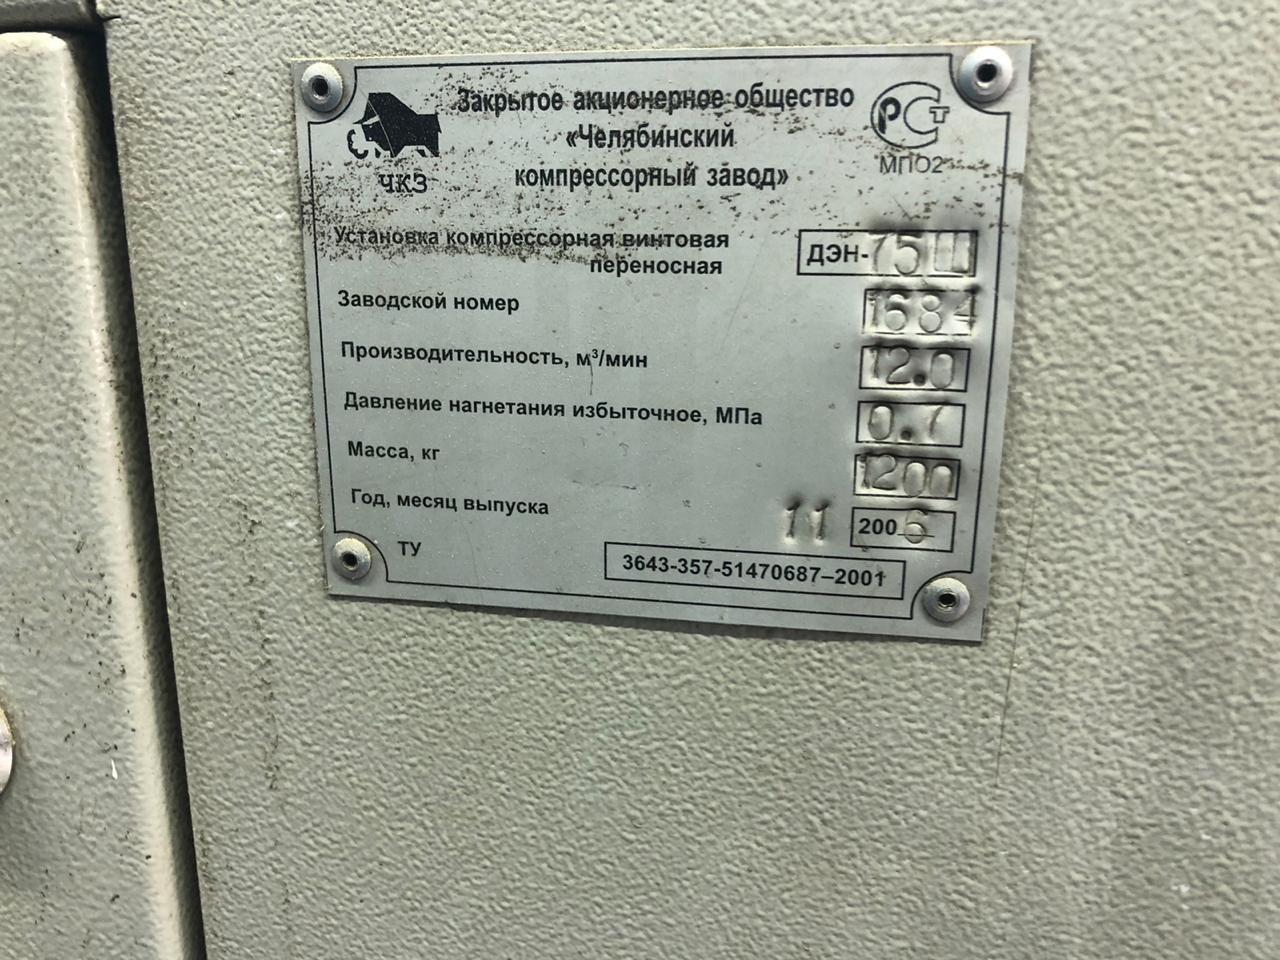 Закрытое акционерное общество
«Челябинский
компрессорный завод»
ЧКЗ
РСТ
МПО2
Установка компрессорная винтовая
переносная
ДЭН-75Ш
Заводской номер 1684
Производительность, м³/мин 12.0
Давление нагнетания избыточное, МПа 0.7
Масса, кг 1200
Год, месяц выпуска 11 2006
ТУ 3643-357-51470687–2001